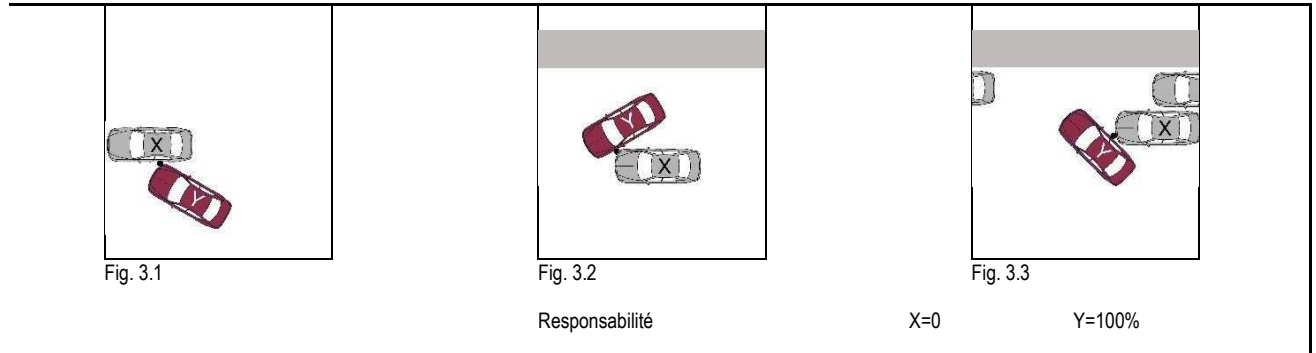 X
Y
Y
X
Y
X
Fig. 3.1
Fig. 3.2
Fig. 3.3
Responsabilité X=0 Y=100%